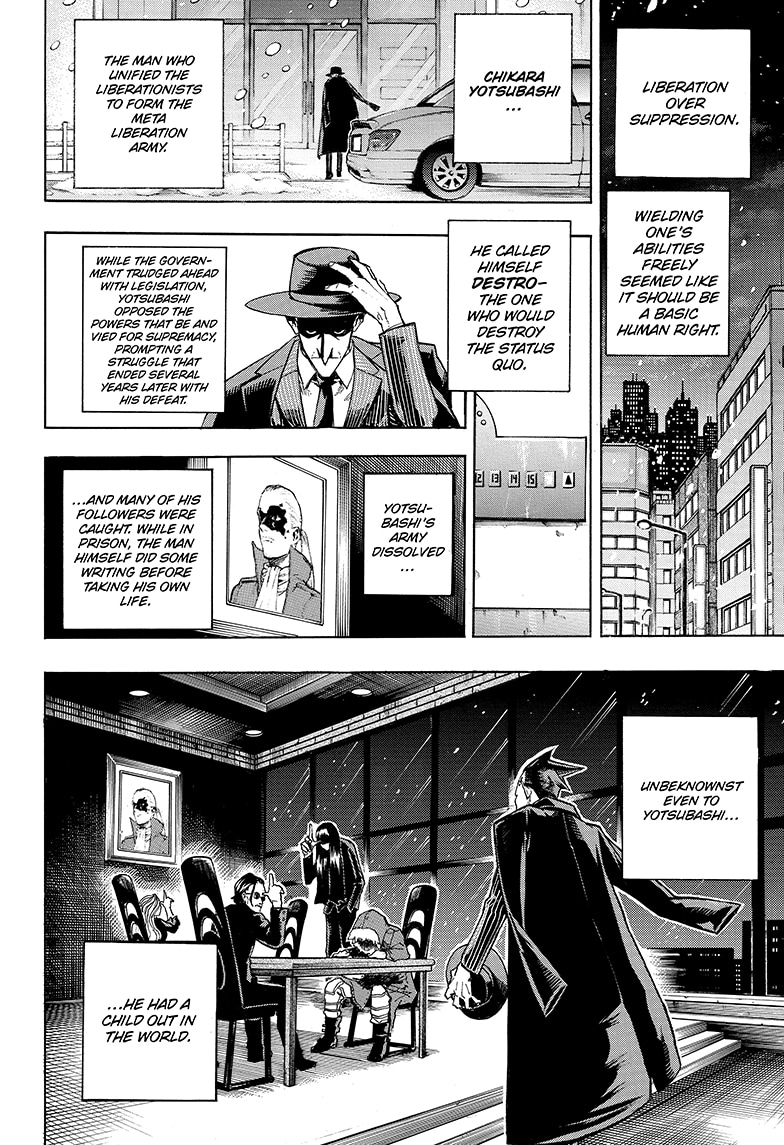 LIBERATION
OVER
SUPPRESSION.
WIELDING
ONE'S
ABILITIES
FREELY
SEEMED LIKE
IT SHOULD BE
A BASIC
HUMAN RIGHT.
CHIKARA
YOTSUBASHI
...
THE MAN WHO
UNIFIED THE
LIBERATIONISTS
TO FORM THE
META
LIBERATION
ARMY.
HE CALLED
HIMSELF
DESTRO—
THE ONE
WHO WOULD
DESTROY
THE STATUS
QUO.
WHILE THE GOVERN-
MENT TRUDGED AHEAD
WITH LEGISLATION,
YOTSUBASHI
OPPOSED THE
POWERS THAT BE AND
VIED FOR SUPREMACY,
PROMPTING A
STRUGGLE THAT
ENDED SEVERAL
YEARS LATER WITH
HIS DEFEAT.
12 13 14 15
YOTSU-
BASHI'S
ARMY
DISSOLVED
...
...AND MANY OF HIS
FOLLOWERS WERE
CAUGHT. WHILE IN
PRISON, THE MAN
HIMSELF DID SOME
WRITING BEFORE
TAKING HIS OWN
LIFE.
UNBEKNOWNST
EVEN TO
YOTSUBASHI...
...HE HAD A
CHILD OUT IN
THE WORLD.